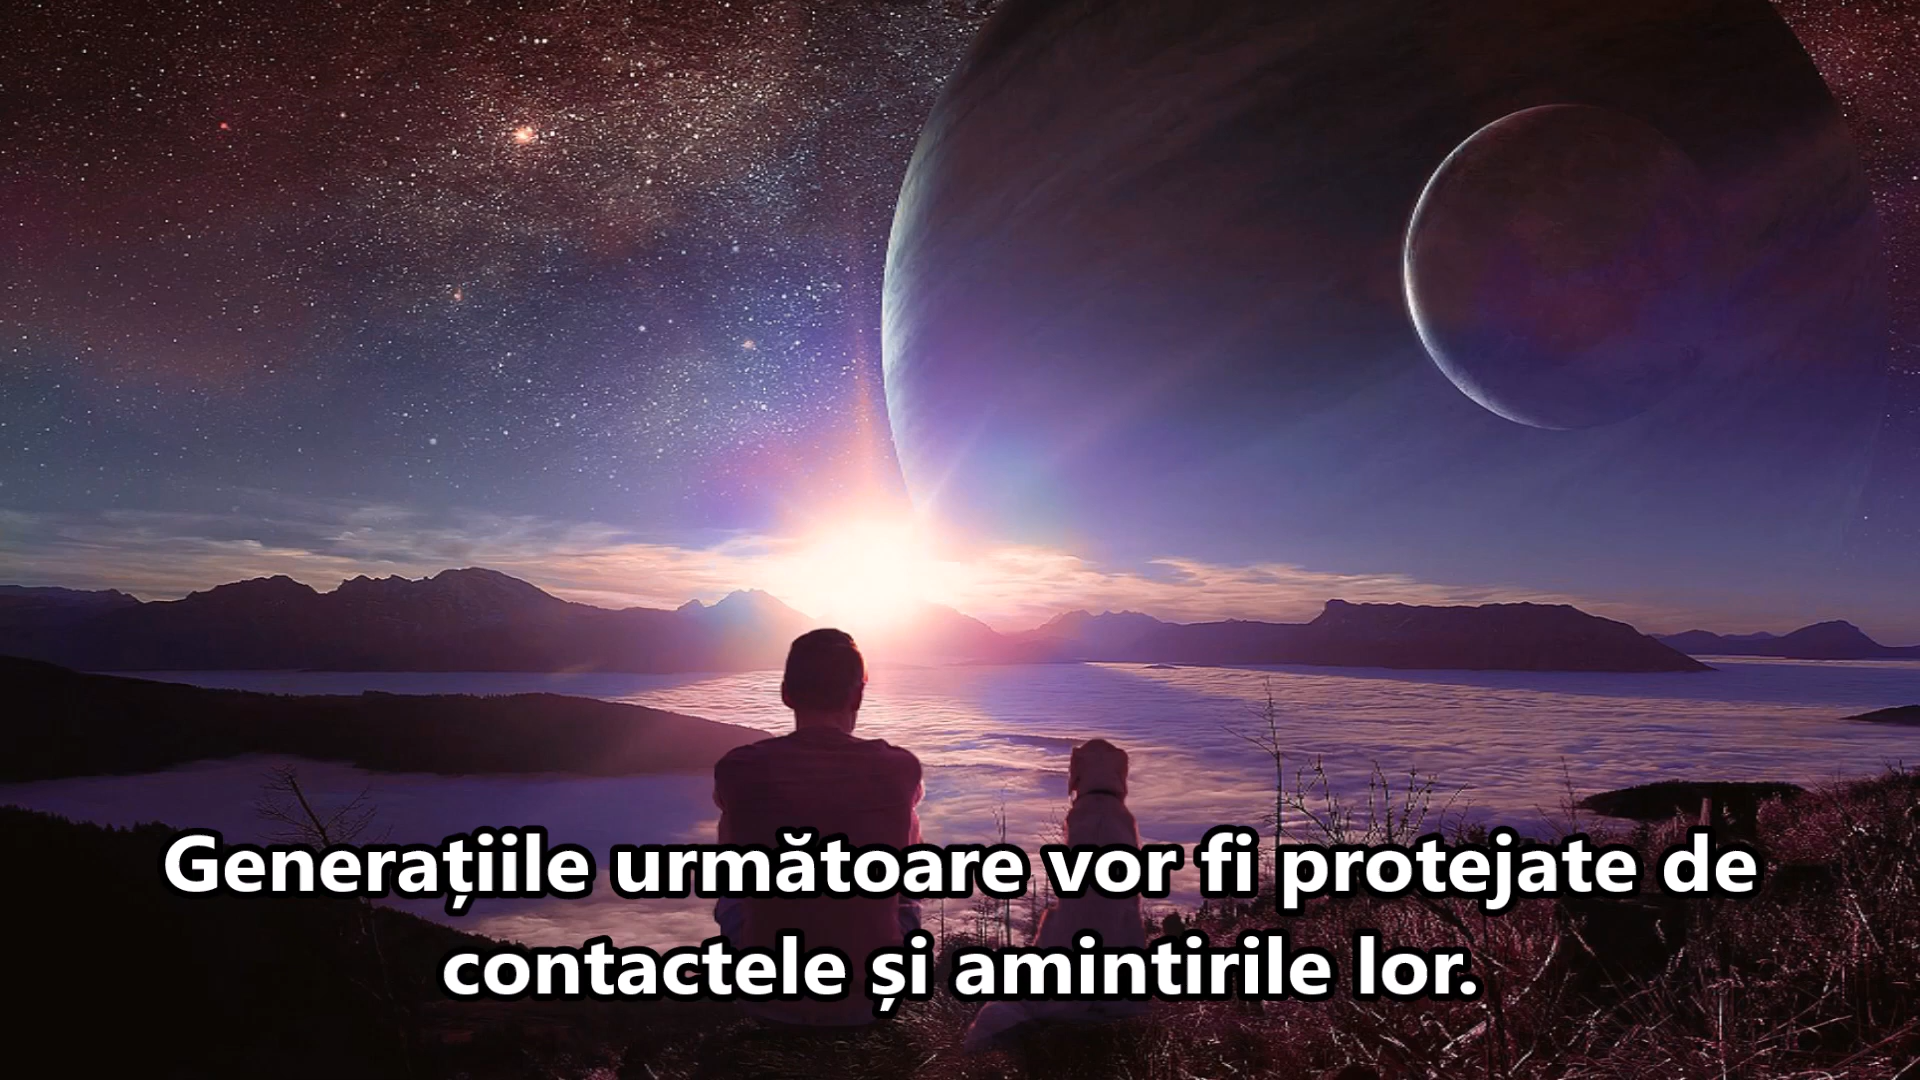 Generațiile următoare vor fi protejate de
contactele și amintirile lor.